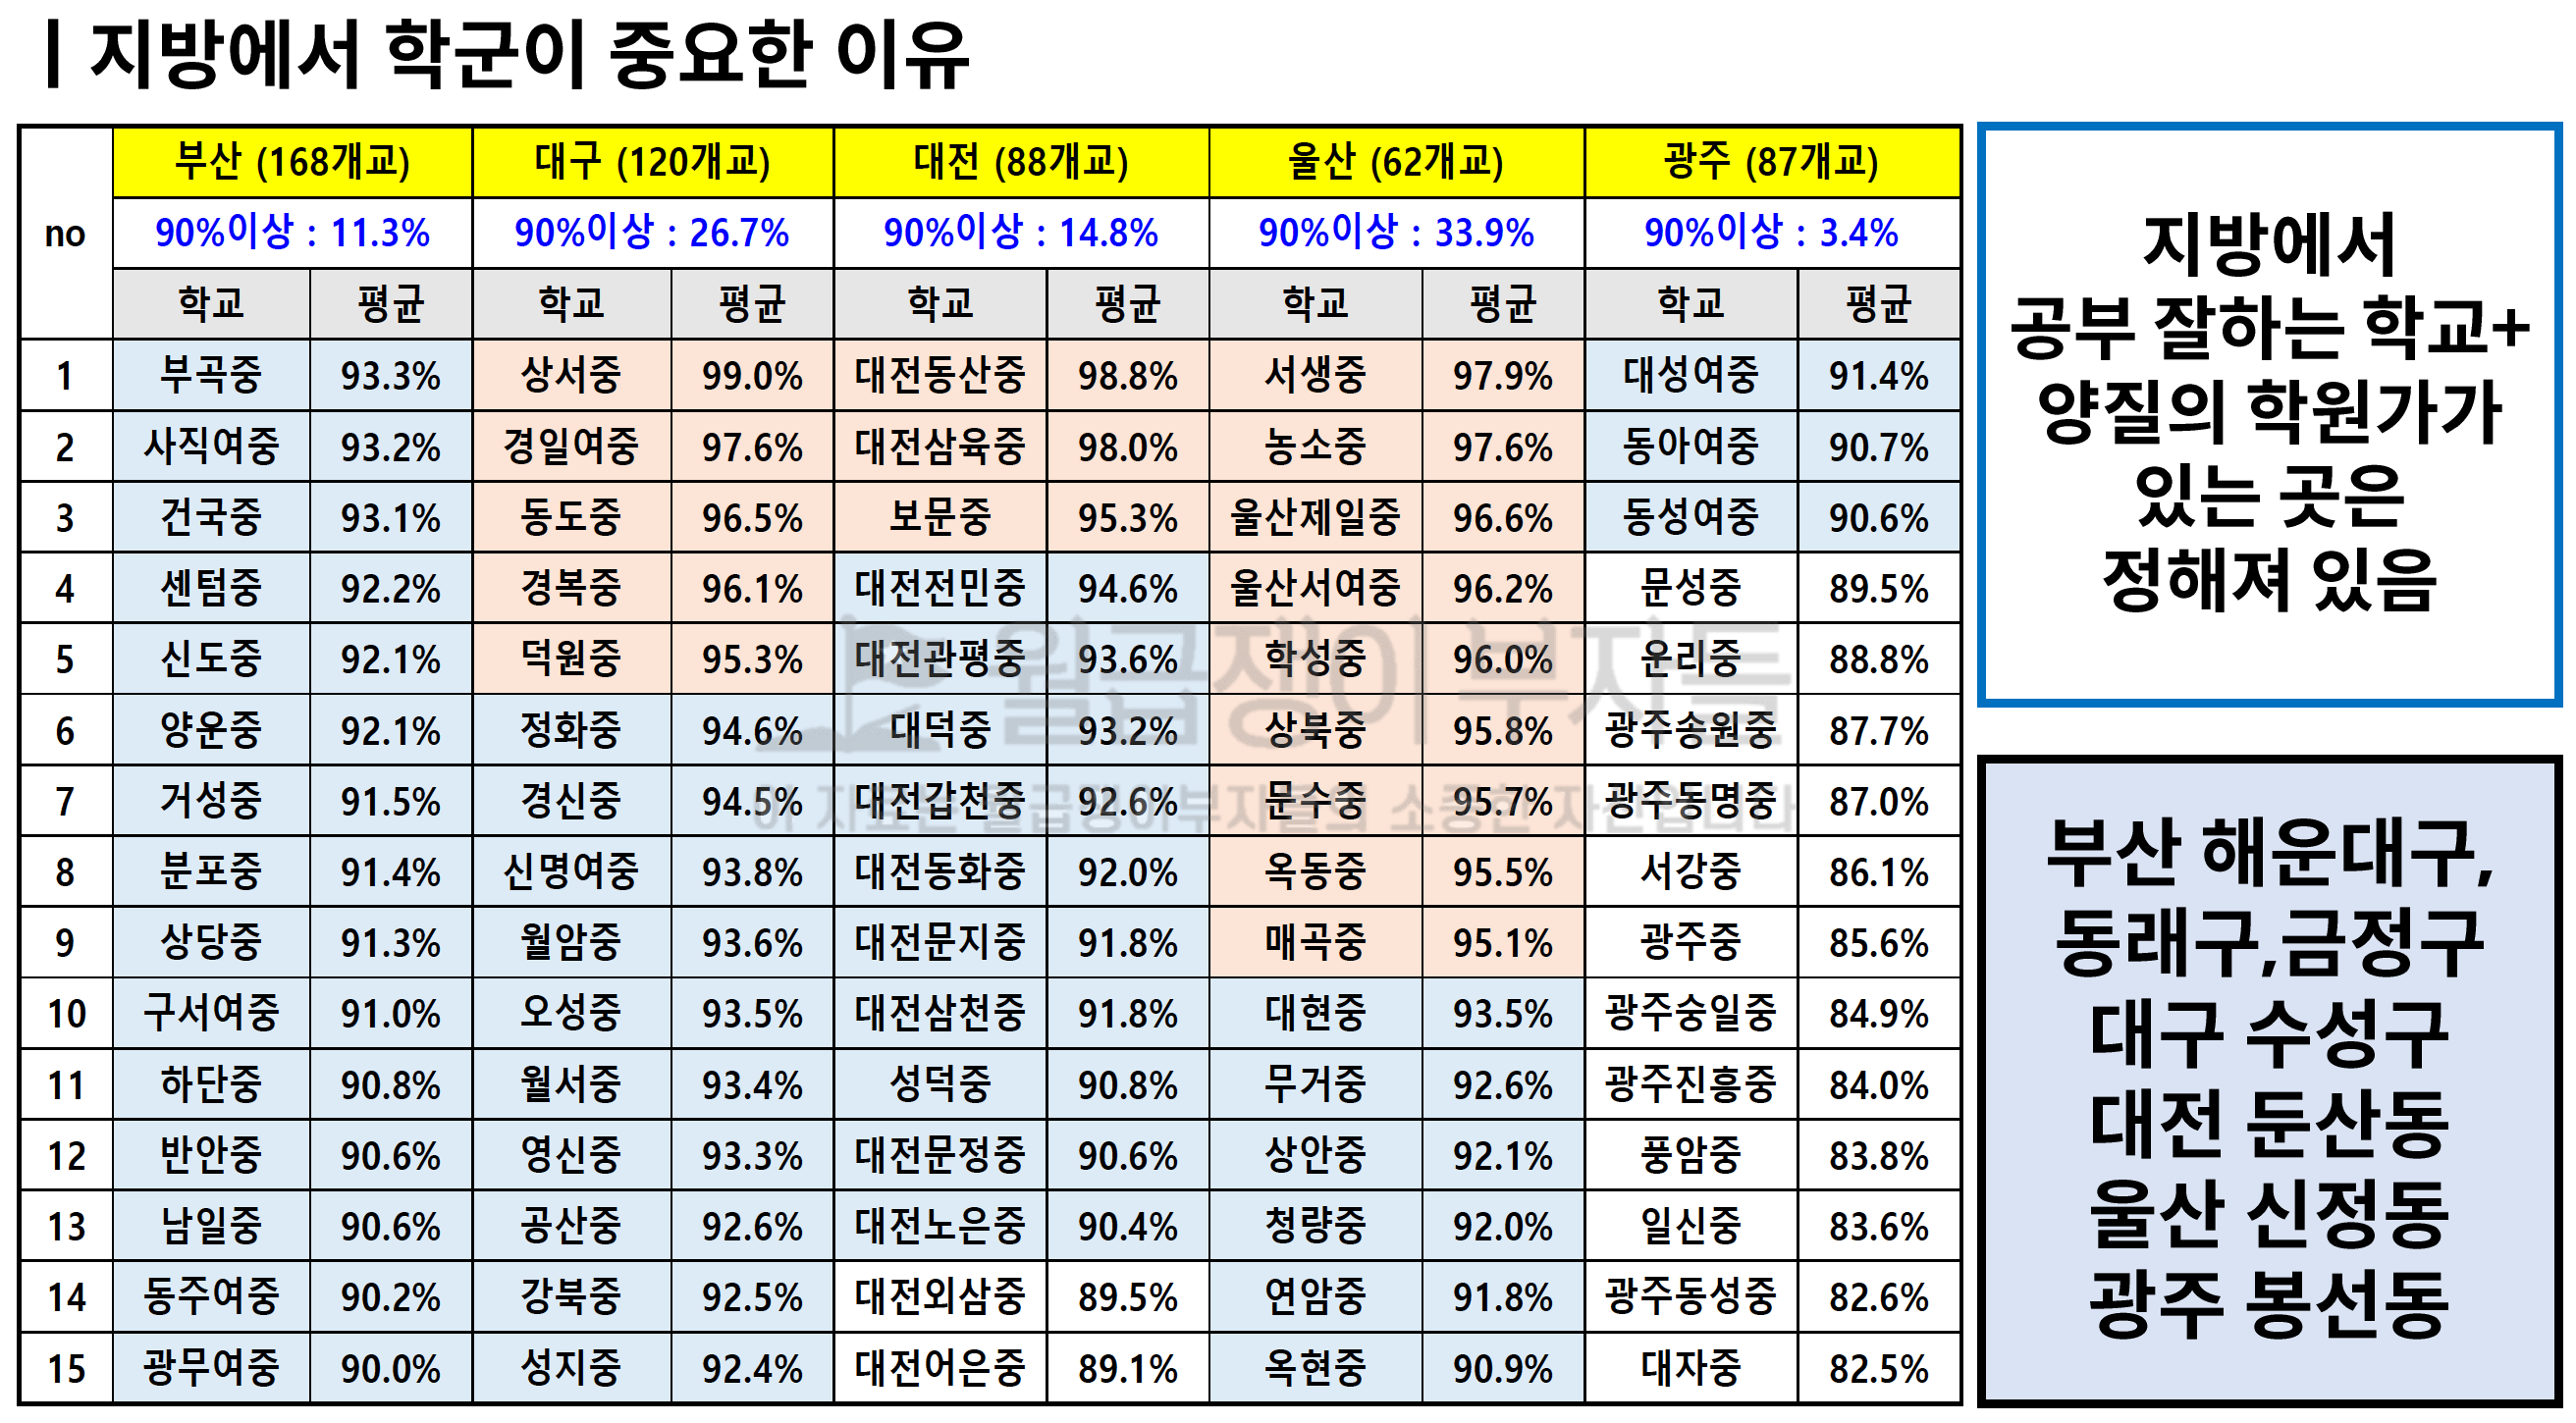 | 지방에서 학군이 중요한 이유
no 부산 (168개교) 대구 (120개교) 대전 (88개교) 울산 (62개교) 광주 (87개교)
90%이상 : 11.3% 90%이상 : 26.7% 90%이상 : 14.8% 90%이상 : 33.9% 90%이상 : 3.4%
학교 평균 학교 평균 학교 평균 학교 평균 학교 평균
1 부곡중 93.3% 상서중 99.0% 대전동산중 98.8% 서생중 97.9% 대성여중 91.4%
2 사직여중 93.2% 경일여중 97.6% 대전삼육중 98.0% 농소중 97.6% 동아여중 90.7%
3 건국중 93.1% 동도중 96.5% 보문중 95.3% 울산제일중 96.6% 동성여중 90.6%
4 센텀중 92.2% 경복중 96.1% 대전전민중 94.6% 울산서여중 96.2% 문성중 89.5%
5 신도중 92.1% 덕원중 95.3% 대전관평중 93.6% 학성중 96.0% 운리중 88.8%
6 양운중 92.1% 정화중 94.6% 대덕중 93.2% 상북중 95.8% 광주송원중 87.7%
7 거성중 91.5% 경신중 94.5% 대전갑천중 92.6% 문수중 95.7% 광주동명중 87.0%
8 분포중 91.4% 신명여중 93.8% 대전동화중 92.0% 옥동중 95.5% 서강중 86.1%
9 상당중 91.3% 월암중 93.6% 대전문지중 91.8% 매곡중 95.1% 광주중 85.6%
10 구서여중 91.0% 오성중 93.5% 대전삼천중 91.8% 대현중 93.5% 광주숭일중 84.9%
11 하단중 90.8% 월서중 93.4% 성덕중 90.8% 무거중 92.6% 광주진흥중 84.0%
12 반안중 90.6% 영신중 93.3% 대전문정중 90.6% 상안중 92.1% 풍암중 83.8%
13 남일중 90.6% 공산중 92.6% 대전노은중 90.4% 청량중 92.0% 일신중 83.6%
14 동주여중 90.2% 강북중 92.5% 대전외삼중 89.5% 연암중 91.8% 광주동성중 82.6%
15 광무여중 90.0% 성지중 92.4% 대전어은중 89.1% 옥현중 90.9% 대자중 82.5%
월급쟁이부자들
이 자료는 월급쟁이부자들의 소중한 자산입니다
지방에서
공부 잘하는 학교+
양질의 학원가가
있는 곳은
정해져 있음
부산 해운대구,
동래구,금정구
대구 수성구
대전 둔산동
울산 신정동
광주 봉선동